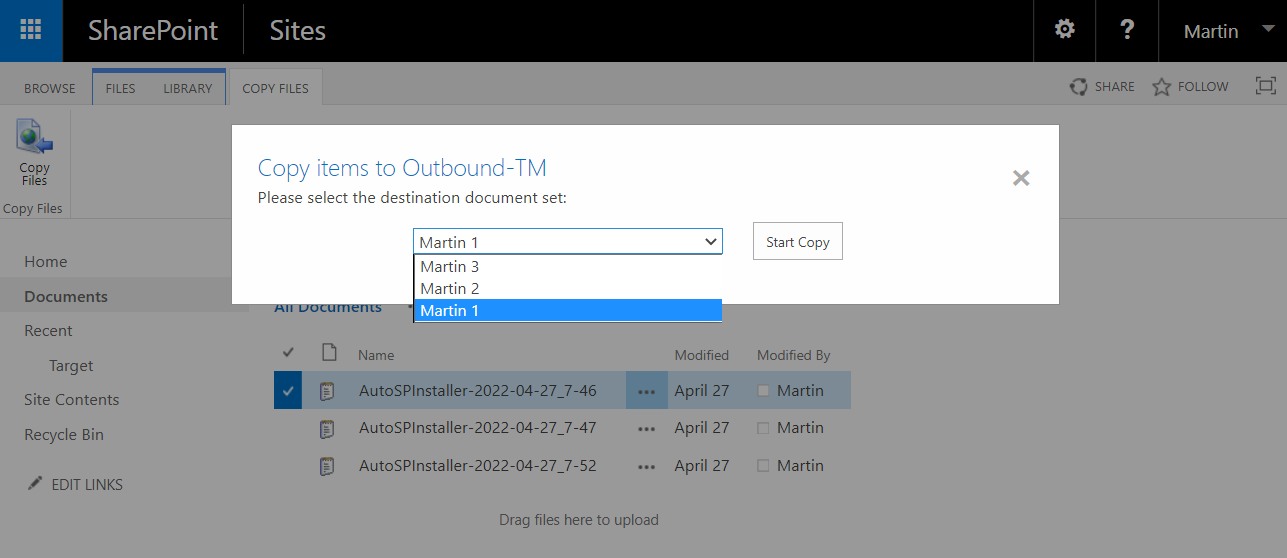 SharePoint Sites ? Martin
BROWSE FILES LIBRARY COPY FILES SHARE FOLLOW
Copy
Files
Copy Files
Copy items to Outbound-TM
Please select the destination document set:
Martin 1 Start Copy
Martin 3
Martin 2
Martin 1
Home
Documents
Recent
Target
Site Contents
Recycle Bin
EDIT LINKS
All Documents
Name Modified Modified By
AutoSPInstaller-2022-04-27_7-46 ... April 27 Martin
AutoSPInstaller-2022-04-27_7-47 ... April 27 Martin
AutoSPInstaller-2022-04-27_7-52 ... April 27 Martin
Drag files here to upload